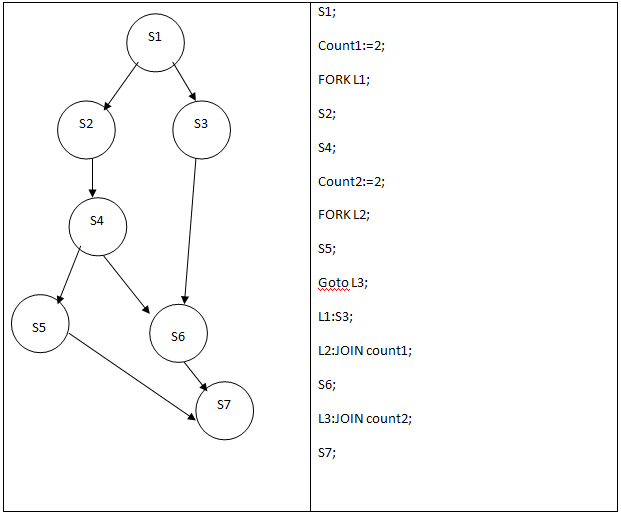 S1
S2
S3
S4
S5
S6
S7
S1;
Count1:=2;
FORK L1;
S2;
S4;
Count2:=2;
FORK L2;
S5;
Goto L3;
L1:S3;
L2:JOIN count1;
S6;
L3:JOIN count2;
S7;